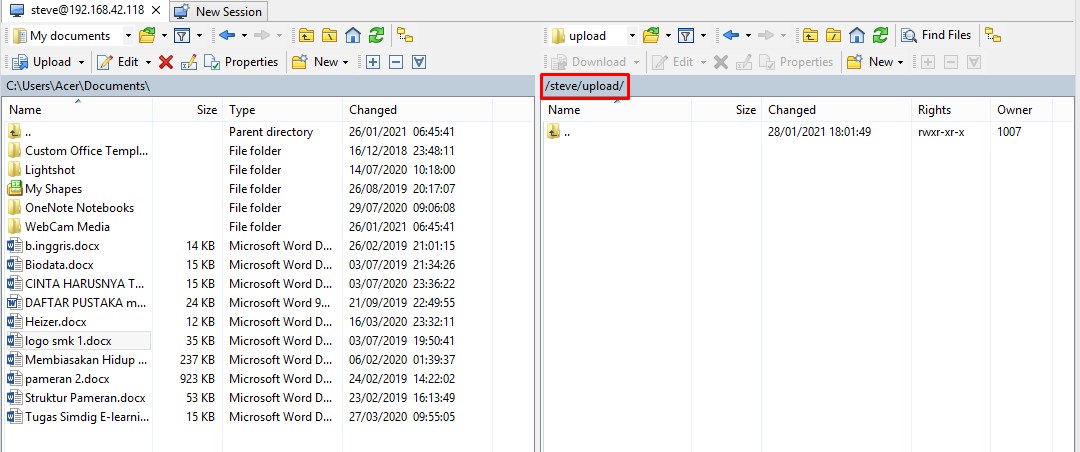 steve@192.168.42.118 × New Session
My documents
Upload Edit Properties New
C:\Users\Acer\Documents\
Name Size Type Changed
.. Parent directory 26/01/2021 06:45:41
Custom Office Templ... File folder 16/12/2018 23:48:11
Lightshot File folder 14/07/2020 10:18:00
My Shapes File folder 26/08/2019 20:17:07
OneNote Notebooks File folder 29/07/2020 09:06:08
WebCam Media File folder 26/01/2021 06:45:41
b.inggris.docx 14 KB Microsoft Word D... 26/02/2019 21:01:15
Biodata.docx 15 KB Microsoft Word D... 03/07/2019 21:34:26
CINTA HARUSNYA T... 15 KB Microsoft Word D... 03/07/2020 23:36:22
DAFTAR PUSTAKA m... 24 KB Microsoft Word 9... 21/09/2019 22:49:55
Heizer.docx 12 KB Microsoft Word D... 16/03/2020 23:32:11
logo smk 1.docx 35 KB Microsoft Word D... 03/07/2019 19:50:41
Membiasakan Hidup ... 237 KB Microsoft Word D... 06/02/2020 01:39:37
pameran 2.docx 923 KB Microsoft Word D... 24/02/2019 14:22:02
Struktur Pameran.docx 53 KB Microsoft Word D... 23/02/2019 16:13:49
Tugas Simdig E-learni... 15 KB Microsoft Word D... 27/03/2020 09:55:05
upload Find Files
Download Edit Properties New
/steve/upload/
Name Size Changed Rights Owner
.. 28/01/2021 18:01:49 rwxr-xr-x 1007